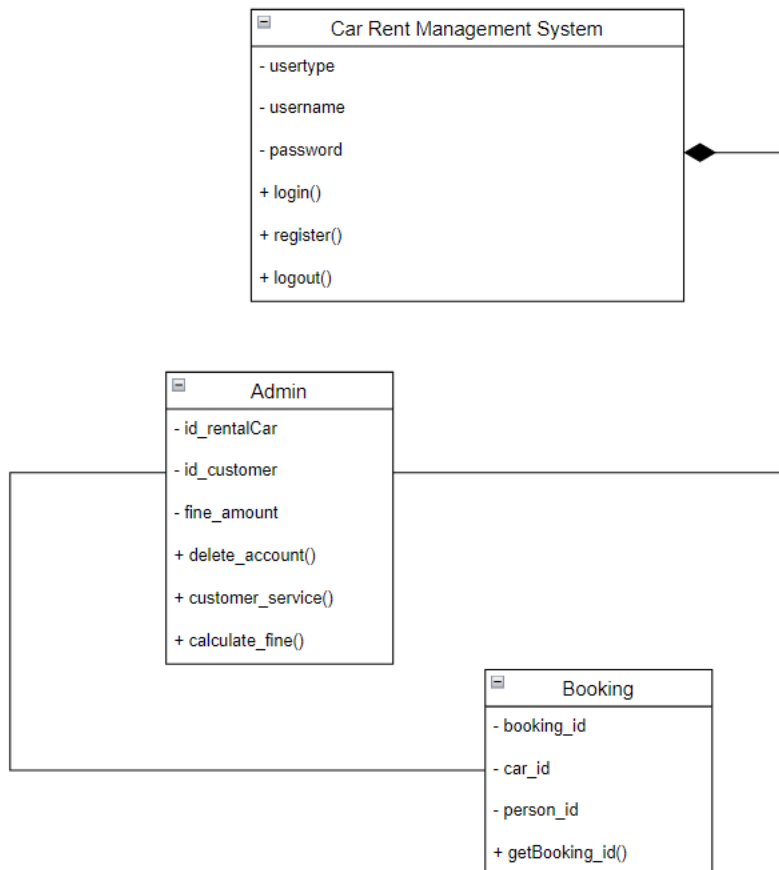 Car Rent Management System
- usertype
- username
- password
+ login()
+ register()
+ logout()
Admin
- id_rentalCar
- id_customer
- fine_amount
+ delete_account()
+ customer_service()
+ calculate_fine()
Booking
- booking_id
- car_id
- person_id
+ getBooking_id()